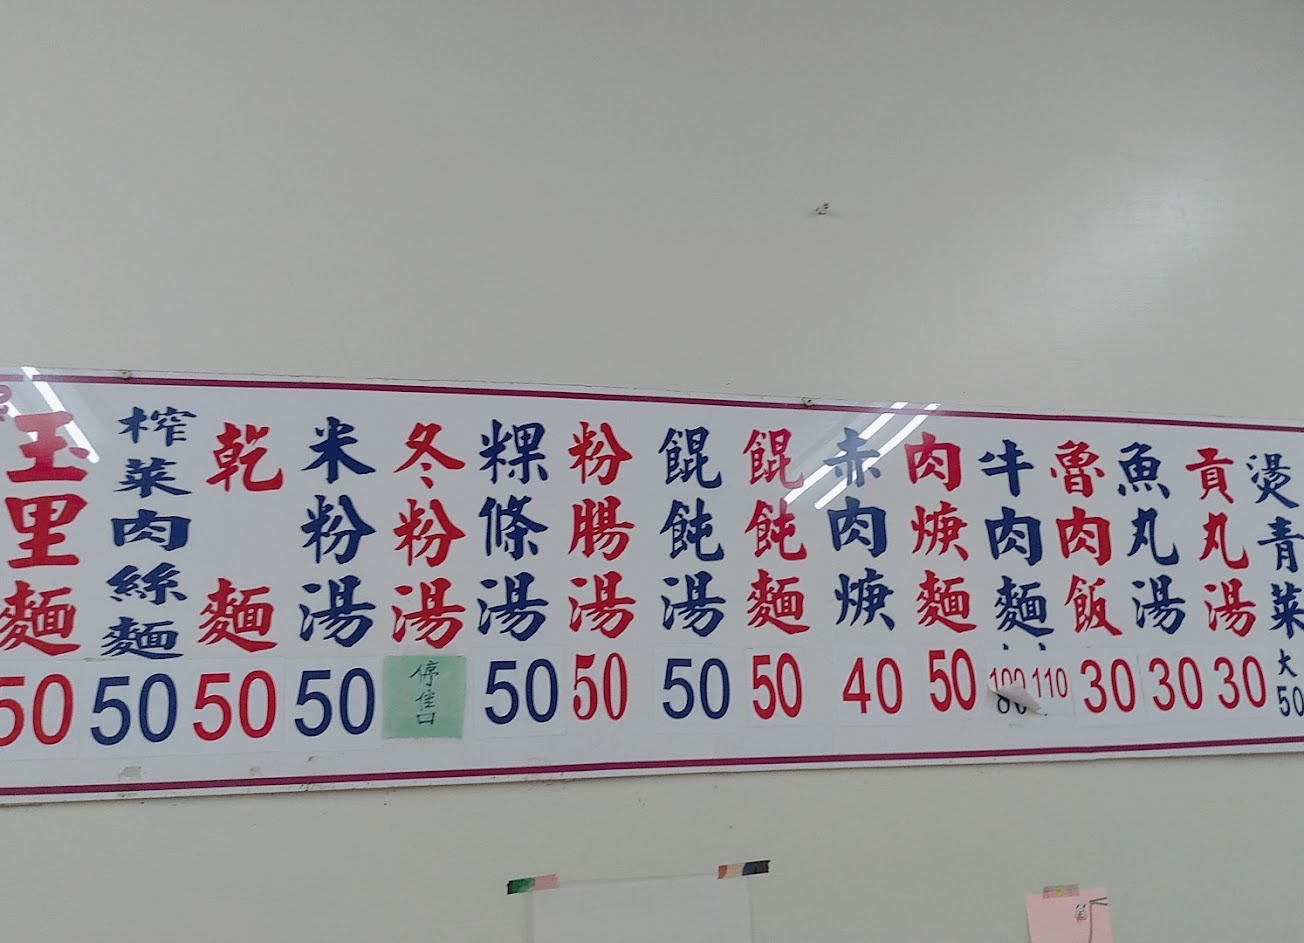 玉里麵 50
榨菜肉絲麵 50
乾麵 50
米粉湯 50
冬粉湯 停售
粿條湯 50
粉腸湯 50
餛飩湯 50
餛飩麵 50
赤肉焿 40
肉焿麵 50
牛肉麵 100 110 80
魯肉飯 30
魚丸湯 30
貢丸湯 30
燙青菜 大 50